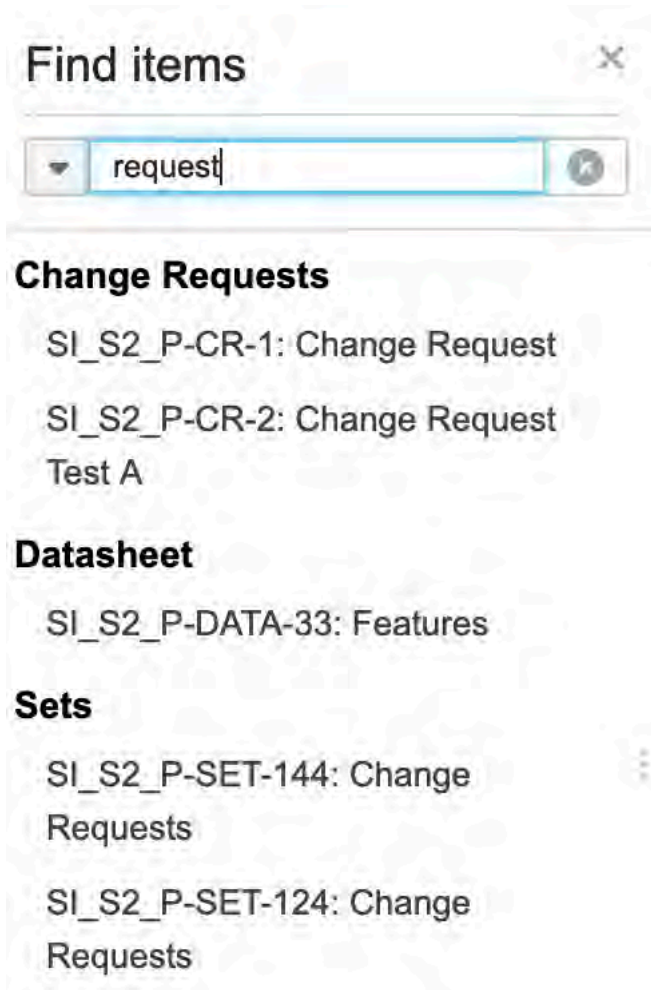 Find items
request
Change Requests
SI_S2_P-CR-1: Change Request
SI_S2_P-CR-2: Change Request
Test A
Datasheet
SI_S2_P-DATA-33: Features
Sets
SI_S2_P-SET-144: Change
Requests
SI_S2_P-SET-124: Change
Requests